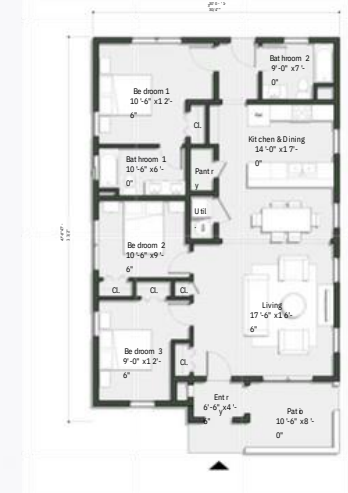 Bedroom 1
10'-6"x12'-
6"
Bathroom 2
9'-0"x7'-
0"
CL
Kitchen & Dining
14'-0"x17'-
0"
Bathroom 1
10'-6"x6'-
0"
Pantr
y
Util
.
Bedroom 2
10'-6"x9'-
6"
CL
CL
CL
Living
17'-6"x16'-
6"
Bedroom 3
9'-0"x12'-
6"
CL
Entr
y
6'-6"x4'-
6"
Patio
10'-6"x8'-
0"